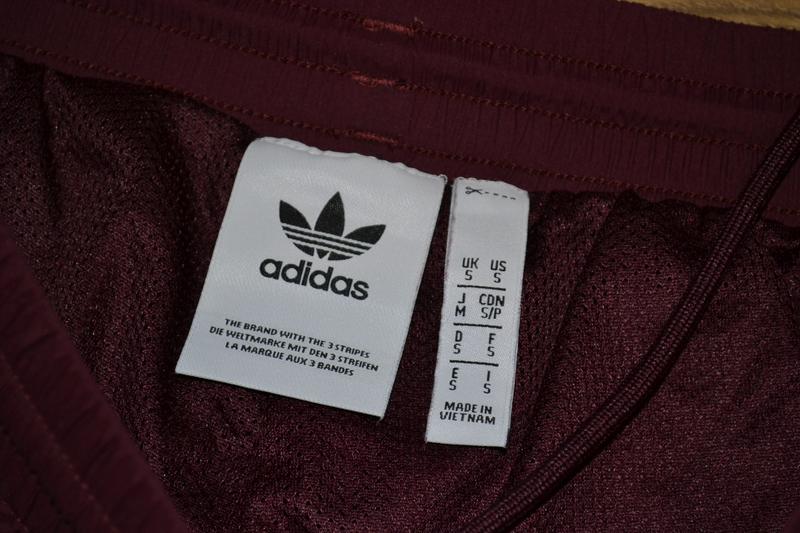 adidas
THE BRAND WITH THE 3 STRIPES
DIE WELTMARKE MIT DEN 3 STREIFEN
LA MARQUE AUX 3 BANDES
UK US
S S
J CDN
M S/P
D F
S S
E I
S S
MADE IN
VIETNAM